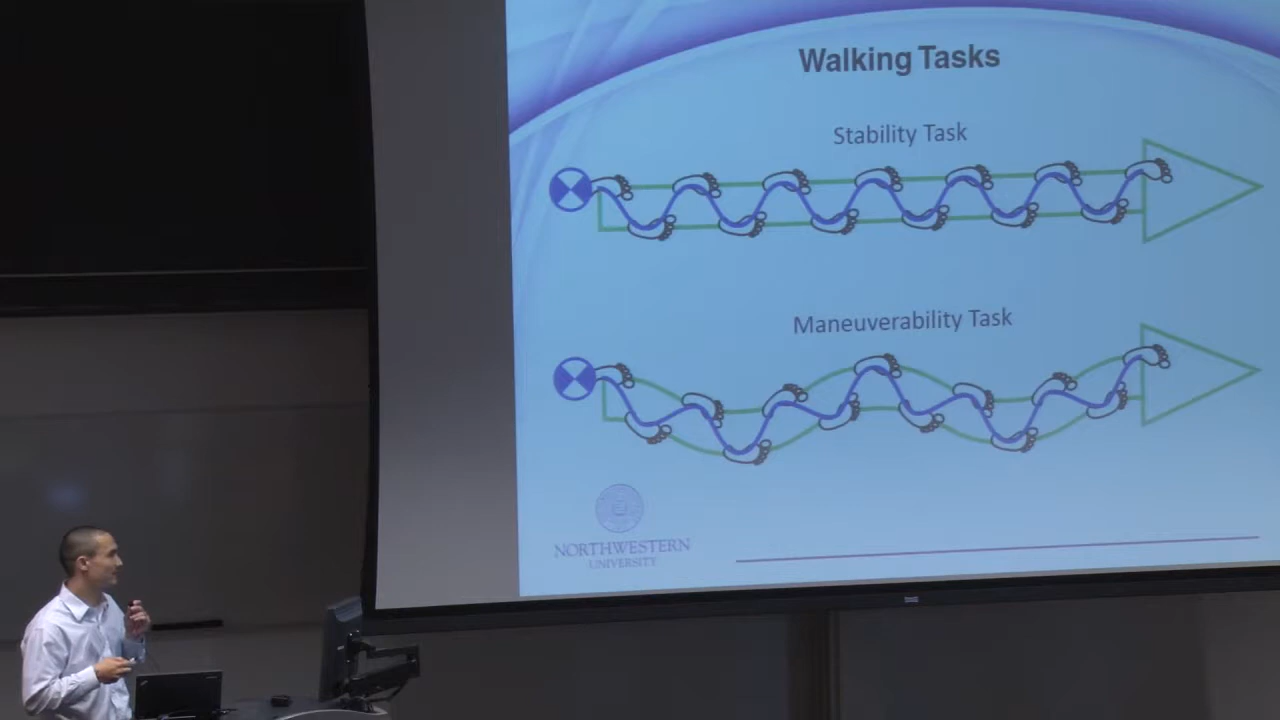 Walking Tasks
Stability Task
Maneuverability Task
NORTHWESTERN
UNIVERSITY